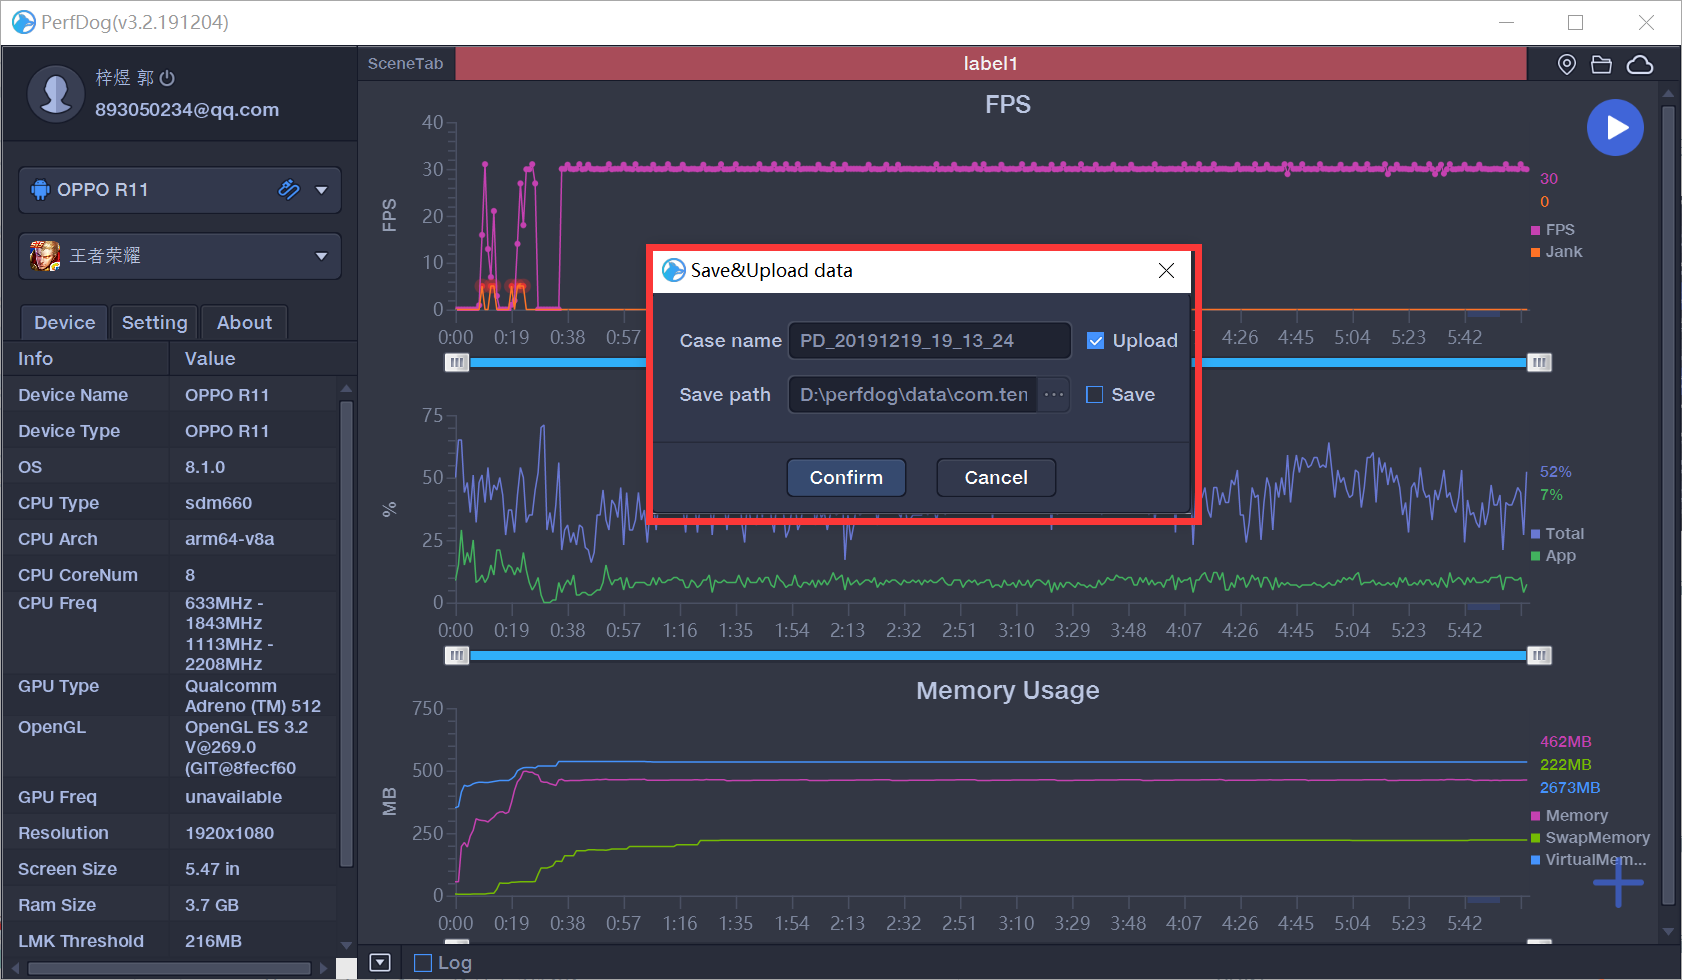 PerfDog(v3.2.191204)
梓煜 郭
893050234@qq.com
OPPO R11
王者荣耀
Device Setting About
Info Value
Device Name OPPO R11
Device Type OPPO R11
OS 8.1.0
CPU Type sdm660
CPU Arch arm64-v8a
CPU CoreNum 8
CPU Freq 633MHz -
1843MHz
1113MHz -
2208MHz
GPU Type Qualcomm
Adreno (TM) 512
OpenGL OpenGL ES 3.2
V@269.0
(GIT@8fecf60
GPU Freq unavailable
Resolution 1920x1080
Screen Size 5.47 in
Ram Size 3.7 GB
LMK Threshold 216MB
SceneTab label1
FPS
40
30
20
10
0
FPS
0:00 0:19 0:38 0:57 4:26 4:45 5:04 5:23 5:42
30
0
FPS
Jank
Save&Upload data
Case name PD_20191219_19_13_24 Upload
Save path D:\perfdog\data\com.ten ... Save
Confirm Cancel
75
50
25
0
%
0:00 0:19 0:38 0:57 1:16 1:35 1:54 2:13 2:32 2:51 3:10 3:29 3:48 4:07 4:26 4:45 5:04 5:23 5:42
52%
7%
Total
App
Memory Usage
750
500
250
0
MB
0:00 0:19 0:38 0:57 1:16 1:35 1:54 2:13 2:32 2:51 3:10 3:29 3:48 4:07 4:26 4:45 5:04 5:23 5:42
462MB
222MB
2673MB
Memory
SwapMemory
VirtualMem...
Log